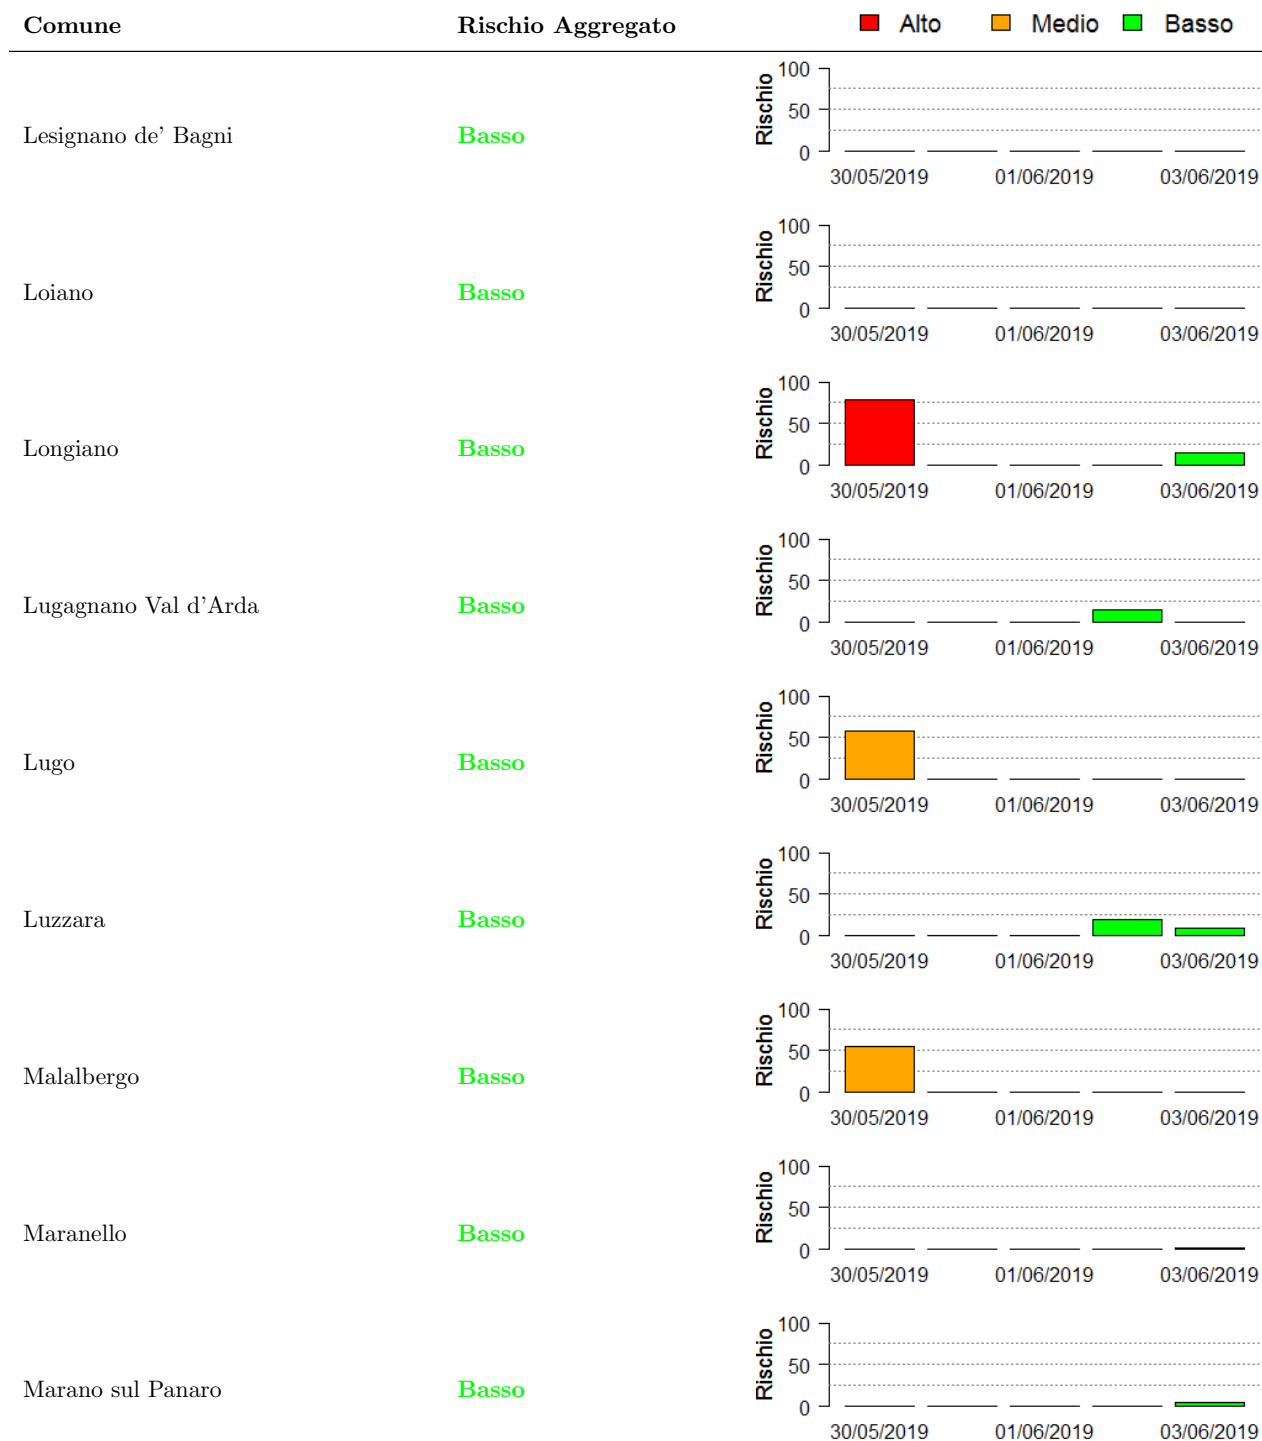 Comune Rischio Aggregato Alto Medio Basso
Lesignano de' Bagni Basso Rischio 100 50 0
30/05/2019 01/06/2019 03/06/2019
Loiano Basso Rischio 100 50 0
30/05/2019 01/06/2019 03/06/2019
Longiano Basso Rischio 100 50 0
30/05/2019 01/06/2019 03/06/2019
Lugagnano Val d'Arda Basso Rischio 100 50 0
30/05/2019 01/06/2019 03/06/2019
Lugo Basso Rischio 100 50 0
30/05/2019 01/06/2019 03/06/2019
Luzzara Basso Rischio 100 50 0
30/05/2019 01/06/2019 03/06/2019
Malalbergo Basso Rischio 100 50 0
30/05/2019 01/06/2019 03/06/2019
Maranello Basso Rischio 100 50 0
30/05/2019 01/06/2019 03/06/2019
Marano sul Panaro Basso Rischio 100 50 0
30/05/2019 01/06/2019 03/06/2019